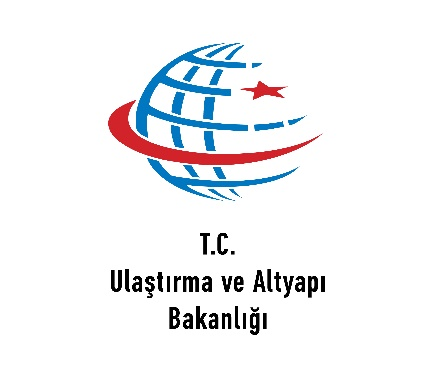 T.C.
Ulaştırma ve Altyapı
Bakanlığı